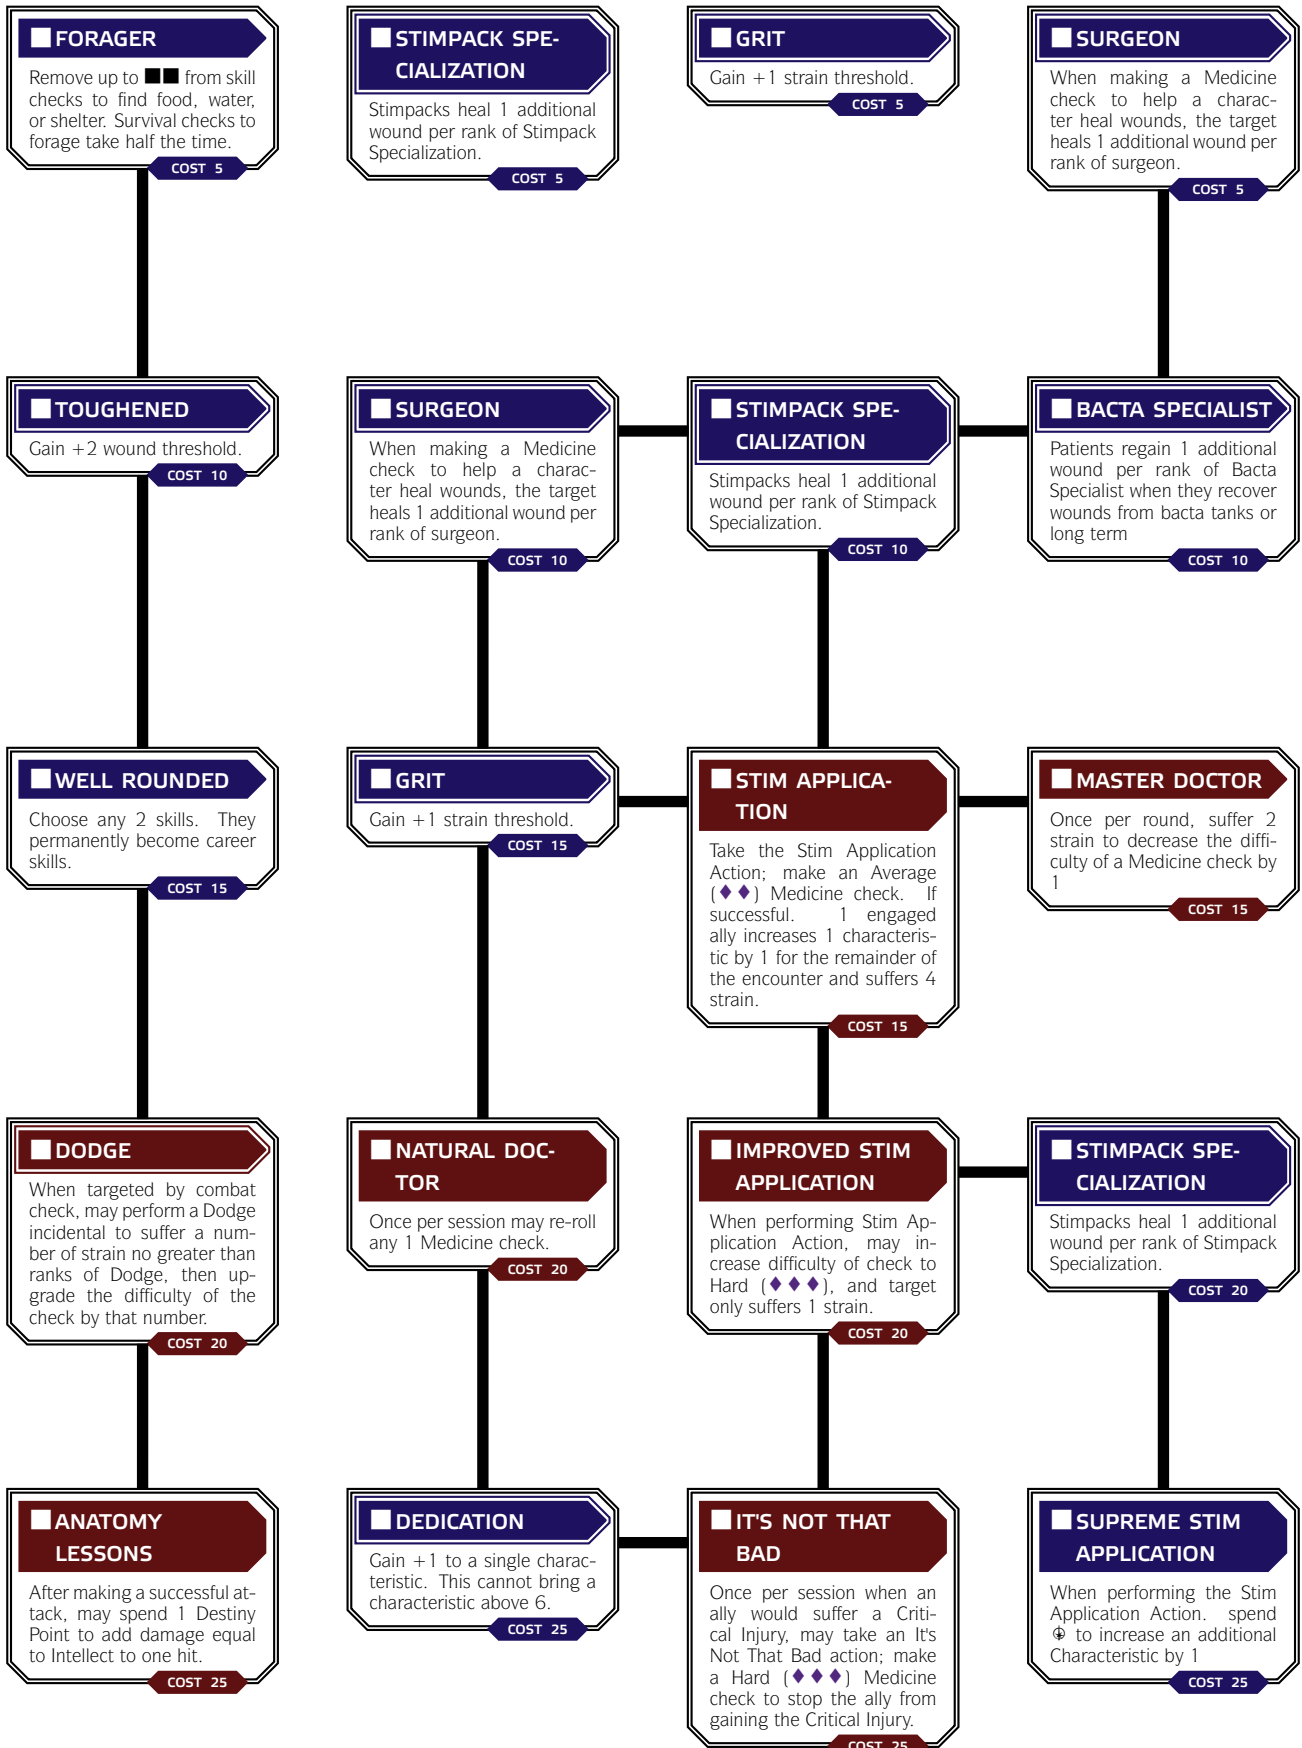 FORAGER
Remove up to ■■ from skill
checks to find food, water,
or shelter. Survival checks to
forage take half the time.
COST 5
STIMPACK SPE-
CIALIZATION
Stimpacks heal 1 additional
wound per rank of Stimpack
Specialization.
COST 5
GRIT
Gain +1 strain threshold.
COST 5
SURGEON
When making a Medicine
check to help a charac-
ter heal wounds, the target
heals 1 additional wound per
rank of surgeon.
COST 5
TOUGHENED
Gain +2 wound threshold.
COST 10
SURGEON
When making a Medicine
check to help a charac-
ter heal wounds, the target
heals 1 additional wound per
rank of surgeon.
COST 10
STIMPACK SPE-
CIALIZATION
Stimpacks heal 1 additional
wound per rank of Stimpack
Specialization.
COST 10
BACTA SPECIALIST
Patients regain 1 additional
wound per rank of Bacta
Specialist when they recover
wounds from bacta tanks or
long term
COST 10
WELL ROUNDED
Choose any 2 skills. They
permanently become career
skills.
COST 15
GRIT
Gain +1 strain threshold.
COST 15
STIM APPLICA-
TION
Take the Stim Application
Action; make an Average
(♦♦) Medicine check. If
successful. 1 engaged
ally increases 1 characteris-
tic by 1 for the remainder of
the encounter and suffers 4
strain.
COST 15
MASTER DOCTOR
Once per round, suffer 2
strain to decrease the diffi-
culty of a Medicine check by
1
COST 15
DODGE
When targeted by combat
check, may perform a Dodge
incidental to suffer a num-
ber of strain no greater than
ranks of Dodge, then up-
grade the difficulty of the
check by that number.
COST 20
NATURAL DOC-
TOR
Once per session may re-roll
any 1 Medicine check.
COST 20
IMPROVED STIM
APPLICATION
When performing Stim Ap-
plication Action, may in-
crease difficulty of check to
Hard (♦♦♦), and target
only suffers 1 strain.
COST 20
STIMPACK SPE-
CIALIZATION
Stimpacks heal 1 additional
wound per rank of Stimpack
Specialization.
COST 20
ANATOMY
LESSONS
After making a successful at-
tack, may spend 1 Destiny
Point to add damage equal
to Intellect to one hit.
COST 25
DEDICATION
Gain +1 to a single charac-
teristic. This cannot bring a
characteristic above 6.
COST 25
IT'S NOT THAT
BAD
Once per session when an
ally would suffer a Criti-
cal Injury, may take an It's
Not That Bad action; make
a Hard (♦♦♦) Medicine
check to stop the ally from
gaining the Critical Injury.
COST 25
SUPREME STIM
APPLICATION
When performing the Stim
Application Action. spend
to increase an additional
Characteristic by 1
COST 25